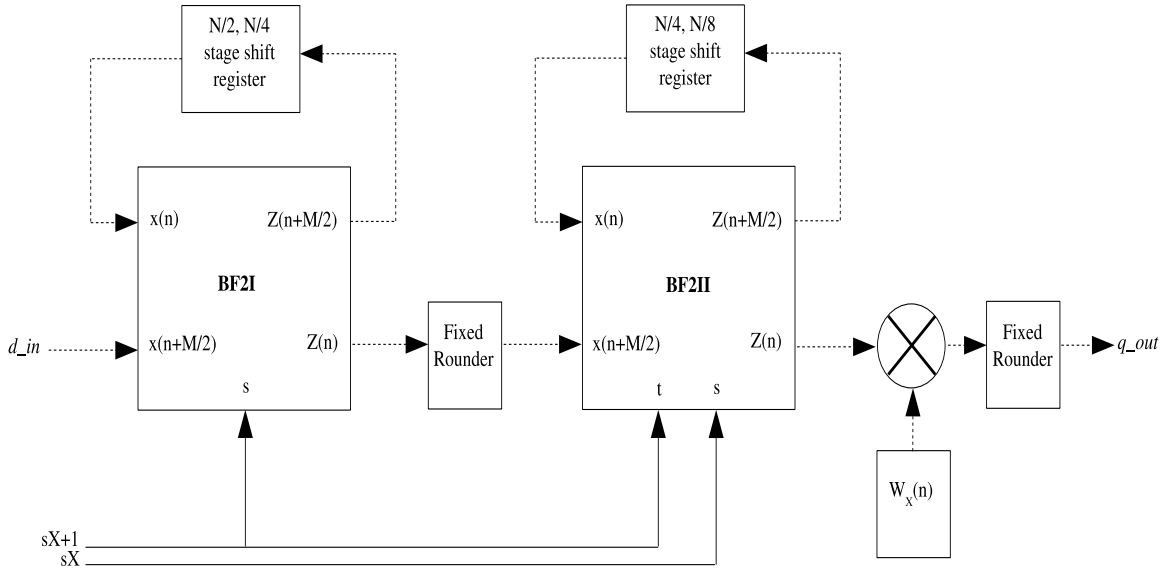 N/2, N/4
stage shift
register
N/4, N/8
stage shift
register
x(n)
Z(n+M/2)
BF2I
x(n+M/2)
Z(n)
s
d_in
Fixed
Rounder
x(n)
Z(n+M/2)
BF2II
x(n+M/2)
Z(n)
t
s
Fixed
Rounder
q_out
W_X(n)
sX+1
sX